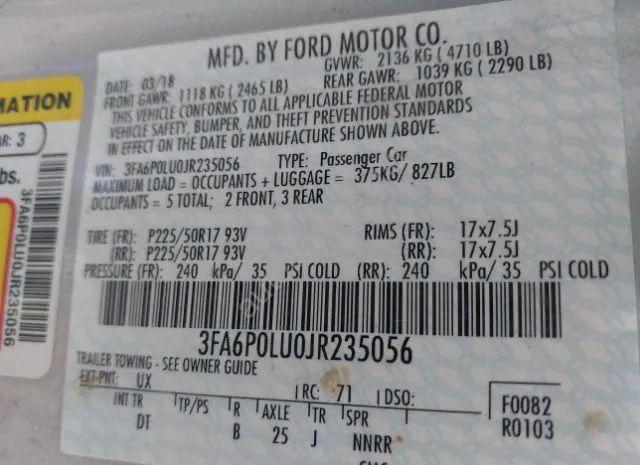 MFD. BY FORD MOTOR CO.
DATE: 03/18 GVWR: 2136 KG ( 4710 LB)
FRONT GAWR: 1118 KG ( 2465 LB) REAR GAWR: 1039 KG ( 2290 LB)
THIS VEHICLE CONFORMS TO ALL APPLICABLE FEDERAL MOTOR
VEHICLE SAFETY, BUMPER, AND THEFT PREVENTION STANDARDS
IN EFFECT ON THE DATE OF MANUFACTURE SHOWN ABOVE.
VIN: 3FA6P0LU0JR235056 TYPE: Passenger Car
MAXIMUM LOAD = OCCUPANTS + LUGGAGE = 375KG/ 827LB
OCCUPANTS = 5 TOTAL; 2 FRONT, 3 REAR
TIRE (FR): P225/50R17 93V RIMS (FR): 17x7.5J
(RR): P225/50R17 93V (RR): 17x7.5J
PRESSURE (FR): 240 kPa/ 35 PSI COLD (RR): 240 kPa/ 35 PSI COLD
3FA6P0LU0JR235056
TRAILER TOWING - SEE OWNER GUIDE
EXT PNT: UX RC: 71 DSO: F0082
INT TR TP/PS R AXLE TR SPR R0103
DT B 25 J NNRR
MATION
AR: 3
bs.
3FA6P0LU0JR235056